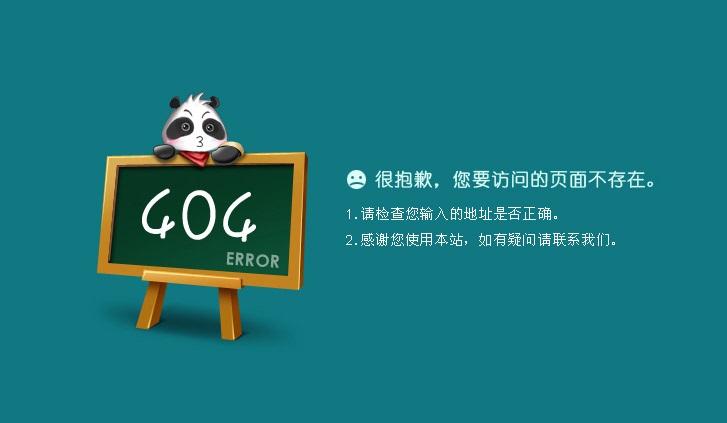 404
ERROR
很抱歉，您要访问的页面不存在。
1.请检查您输入的地址是否正确。
2.感谢您使用本站，如有疑问请联系我们。